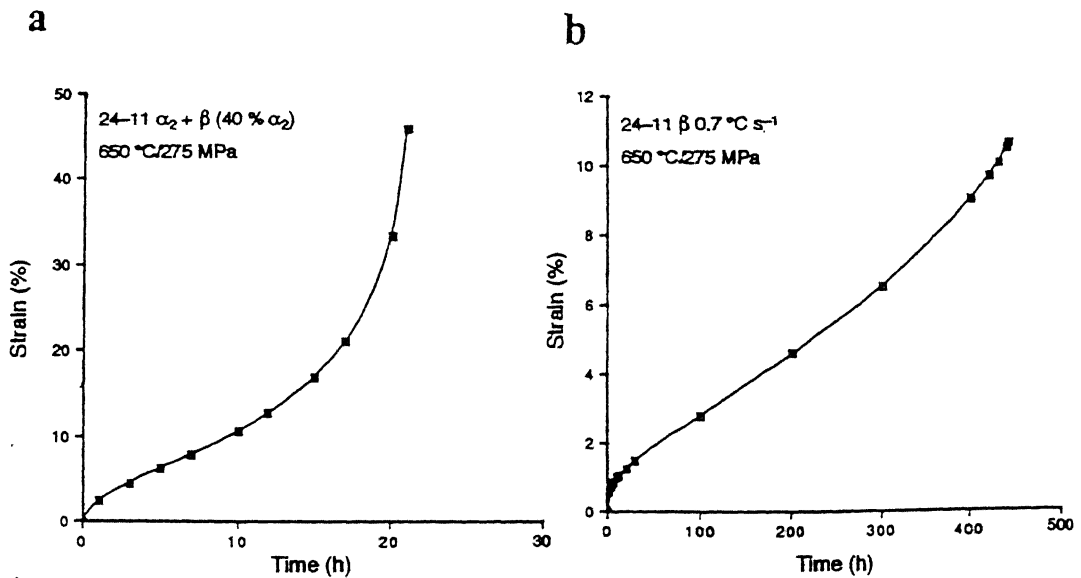 a
50
40
30
20
10
0
Strain (%)
24–11 α₂ + β (40 % α₂)
650 °C/275 MPa
0
10
20
30
Time (h)
b
12
10
8
6
4
2
0
Strain (%)
24–11 β 0.7 °C s⁻¹
650 °C/275 MPa
0
100
200
300
400
500
Time (h)